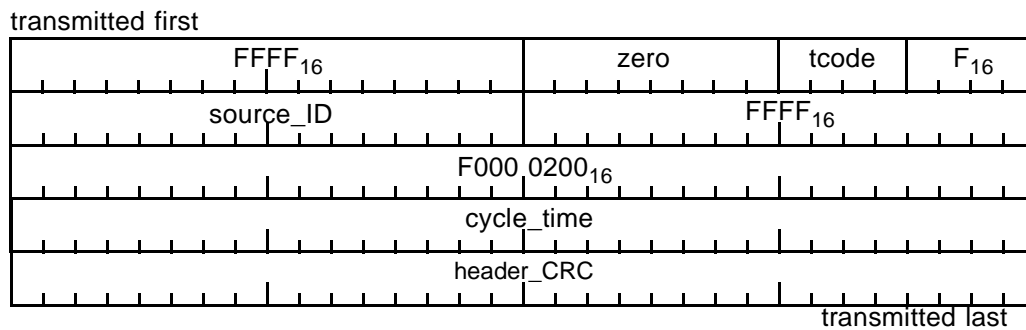 transmitted first
FFFF₁₆ zero tcode F₁₆
source_ID FFFF₁₆
F000 0200₁₆
cycle_time
header_CRC
transmitted last